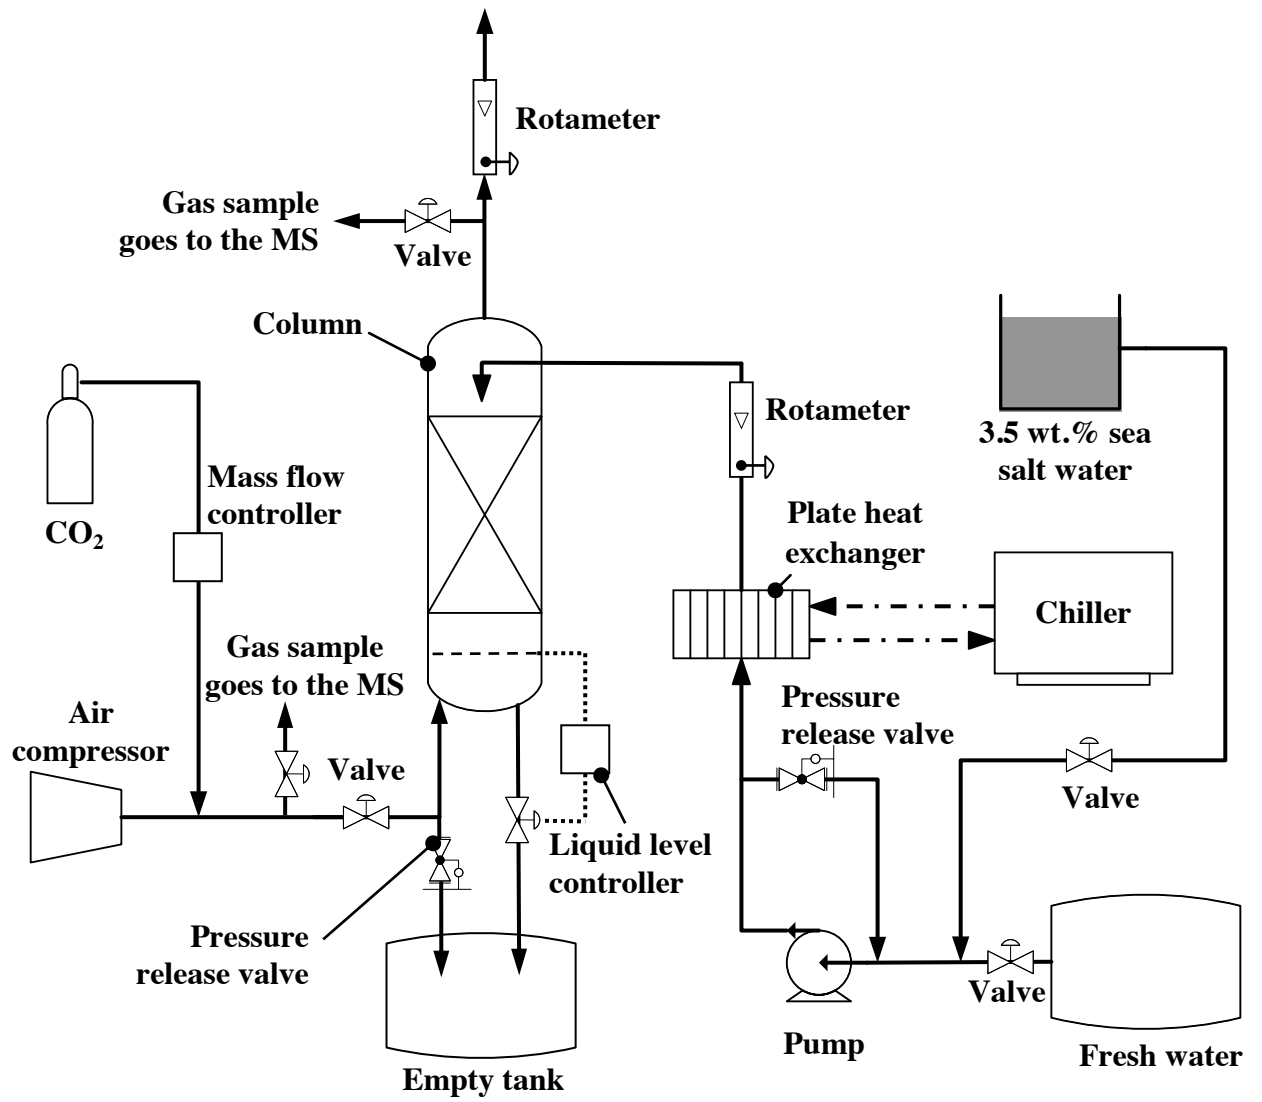 Rotameter
Gas sample
goes to the MS
Valve
Column
Rotameter
3.5 wt.% sea
salt water
Mass flow
controller
CO₂
Plate heat
exchanger
Chiller
Gas sample
goes to the MS
Pressure
release valve
Air
compressor
Valve
Valve
Liquid level
controller
Pressure
release valve
Valve
Pump
Fresh water
Empty tank